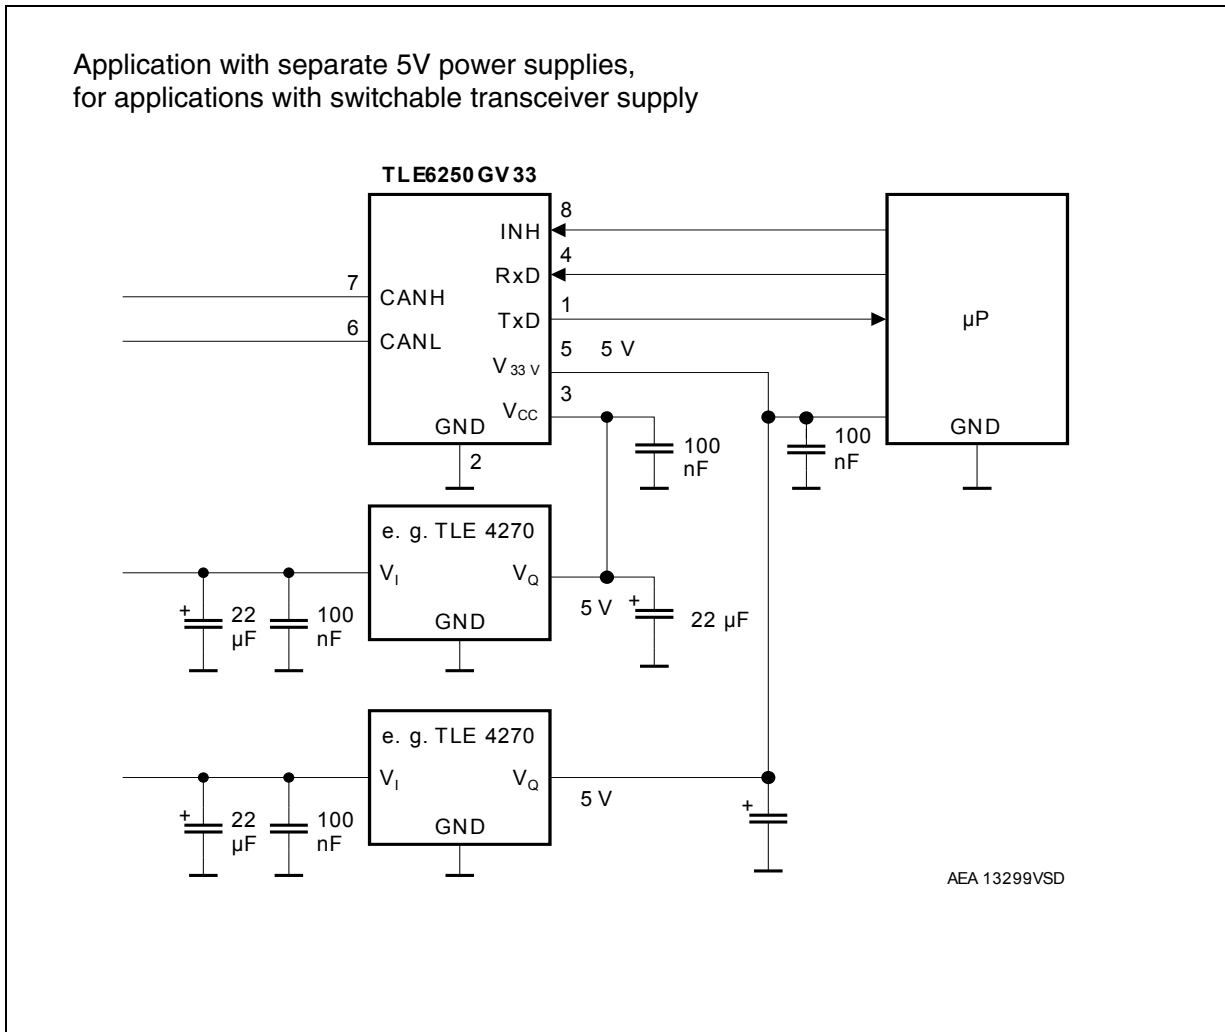 Application with separate 5V power supplies,
for applications with switchable transceiver supply
TLE6250GV33
INH
8
RxD
4
TxD
1
V33 V
5
5 V
VCC
3
7
CANH
6
CANL
GND
2
µP
GND
100
nF
100
nF
e. g. TLE 4270
VI
VQ
GND
5 V
+
22
µF
100
nF
+
22 µF
e. g. TLE 4270
VI
VQ
GND
5 V
+
22
µF
100
nF
+
AEA 13299VSD